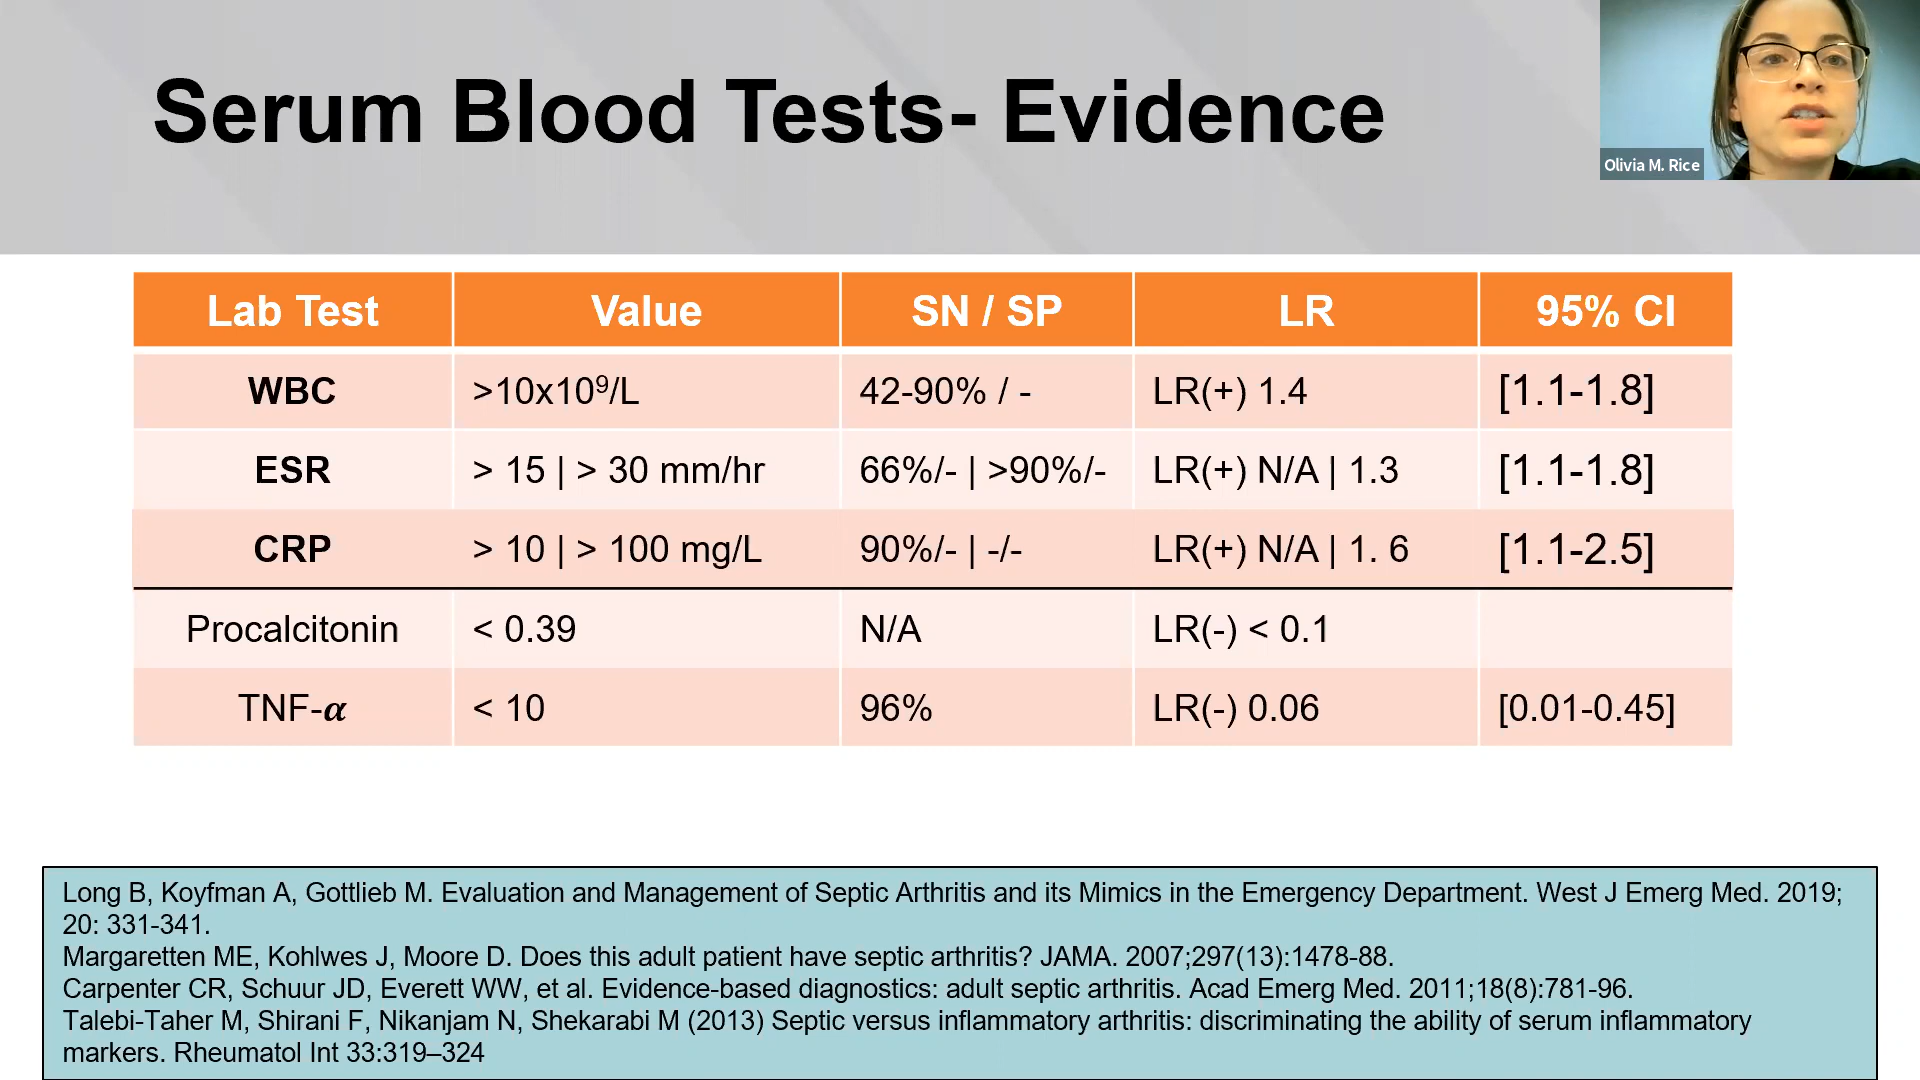 Serum Blood Tests- Evidence
Olivia M. Rice
Lab Test Value SN / SP LR 95% CI
WBC >10x10⁹/L 42-90% / - LR(+) 1.4 [1.1-1.8]
ESR > 15 | > 30 mm/hr 66%/- | >90%/- LR(+) N/A | 1.3 [1.1-1.8]
CRP > 10 | > 100 mg/L 90%/- | -/- LR(+) N/A | 1. 6 [1.1-2.5]
Procalcitonin < 0.39 N/A LR(-) < 0.1
TNF-α < 10 96% LR(-) 0.06 [0.01-0.45]
Long B, Koyfman A, Gottlieb M. Evaluation and Management of Septic Arthritis and its Mimics in the Emergency Department. West J Emerg Med. 2019;
20: 331-341.
Margaretten ME, Kohlwes J, Moore D. Does this adult patient have septic arthritis? JAMA. 2007;297(13):1478-88.
Carpenter CR, Schuur JD, Everett WW, et al. Evidence-based diagnostics: adult septic arthritis. Acad Emerg Med. 2011;18(8):781-96.
Talebi-Taher M, Shirani F, Nikanjam N, Shekarabi M (2013) Septic versus inflammatory arthritis: discriminating the ability of serum inflammatory
markers. Rheumatol Int 33:319–324